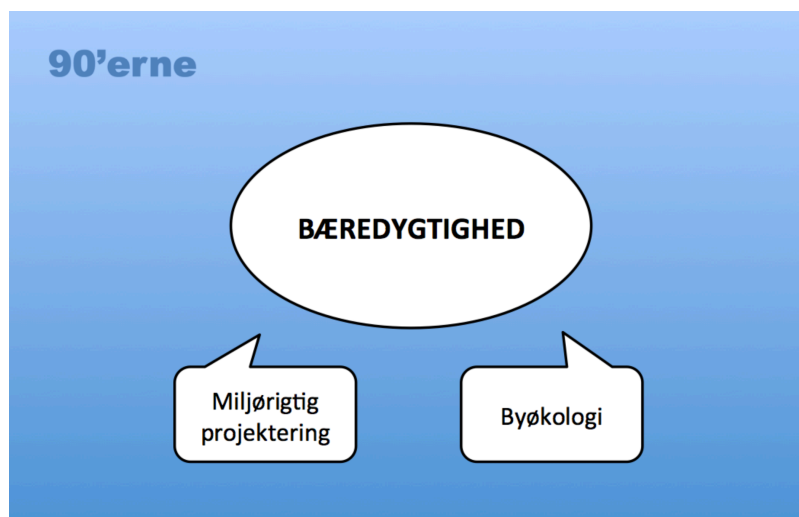 90’erne
BÆREDYGTIGHED
Miljørigtig
projektering
Byøkologi